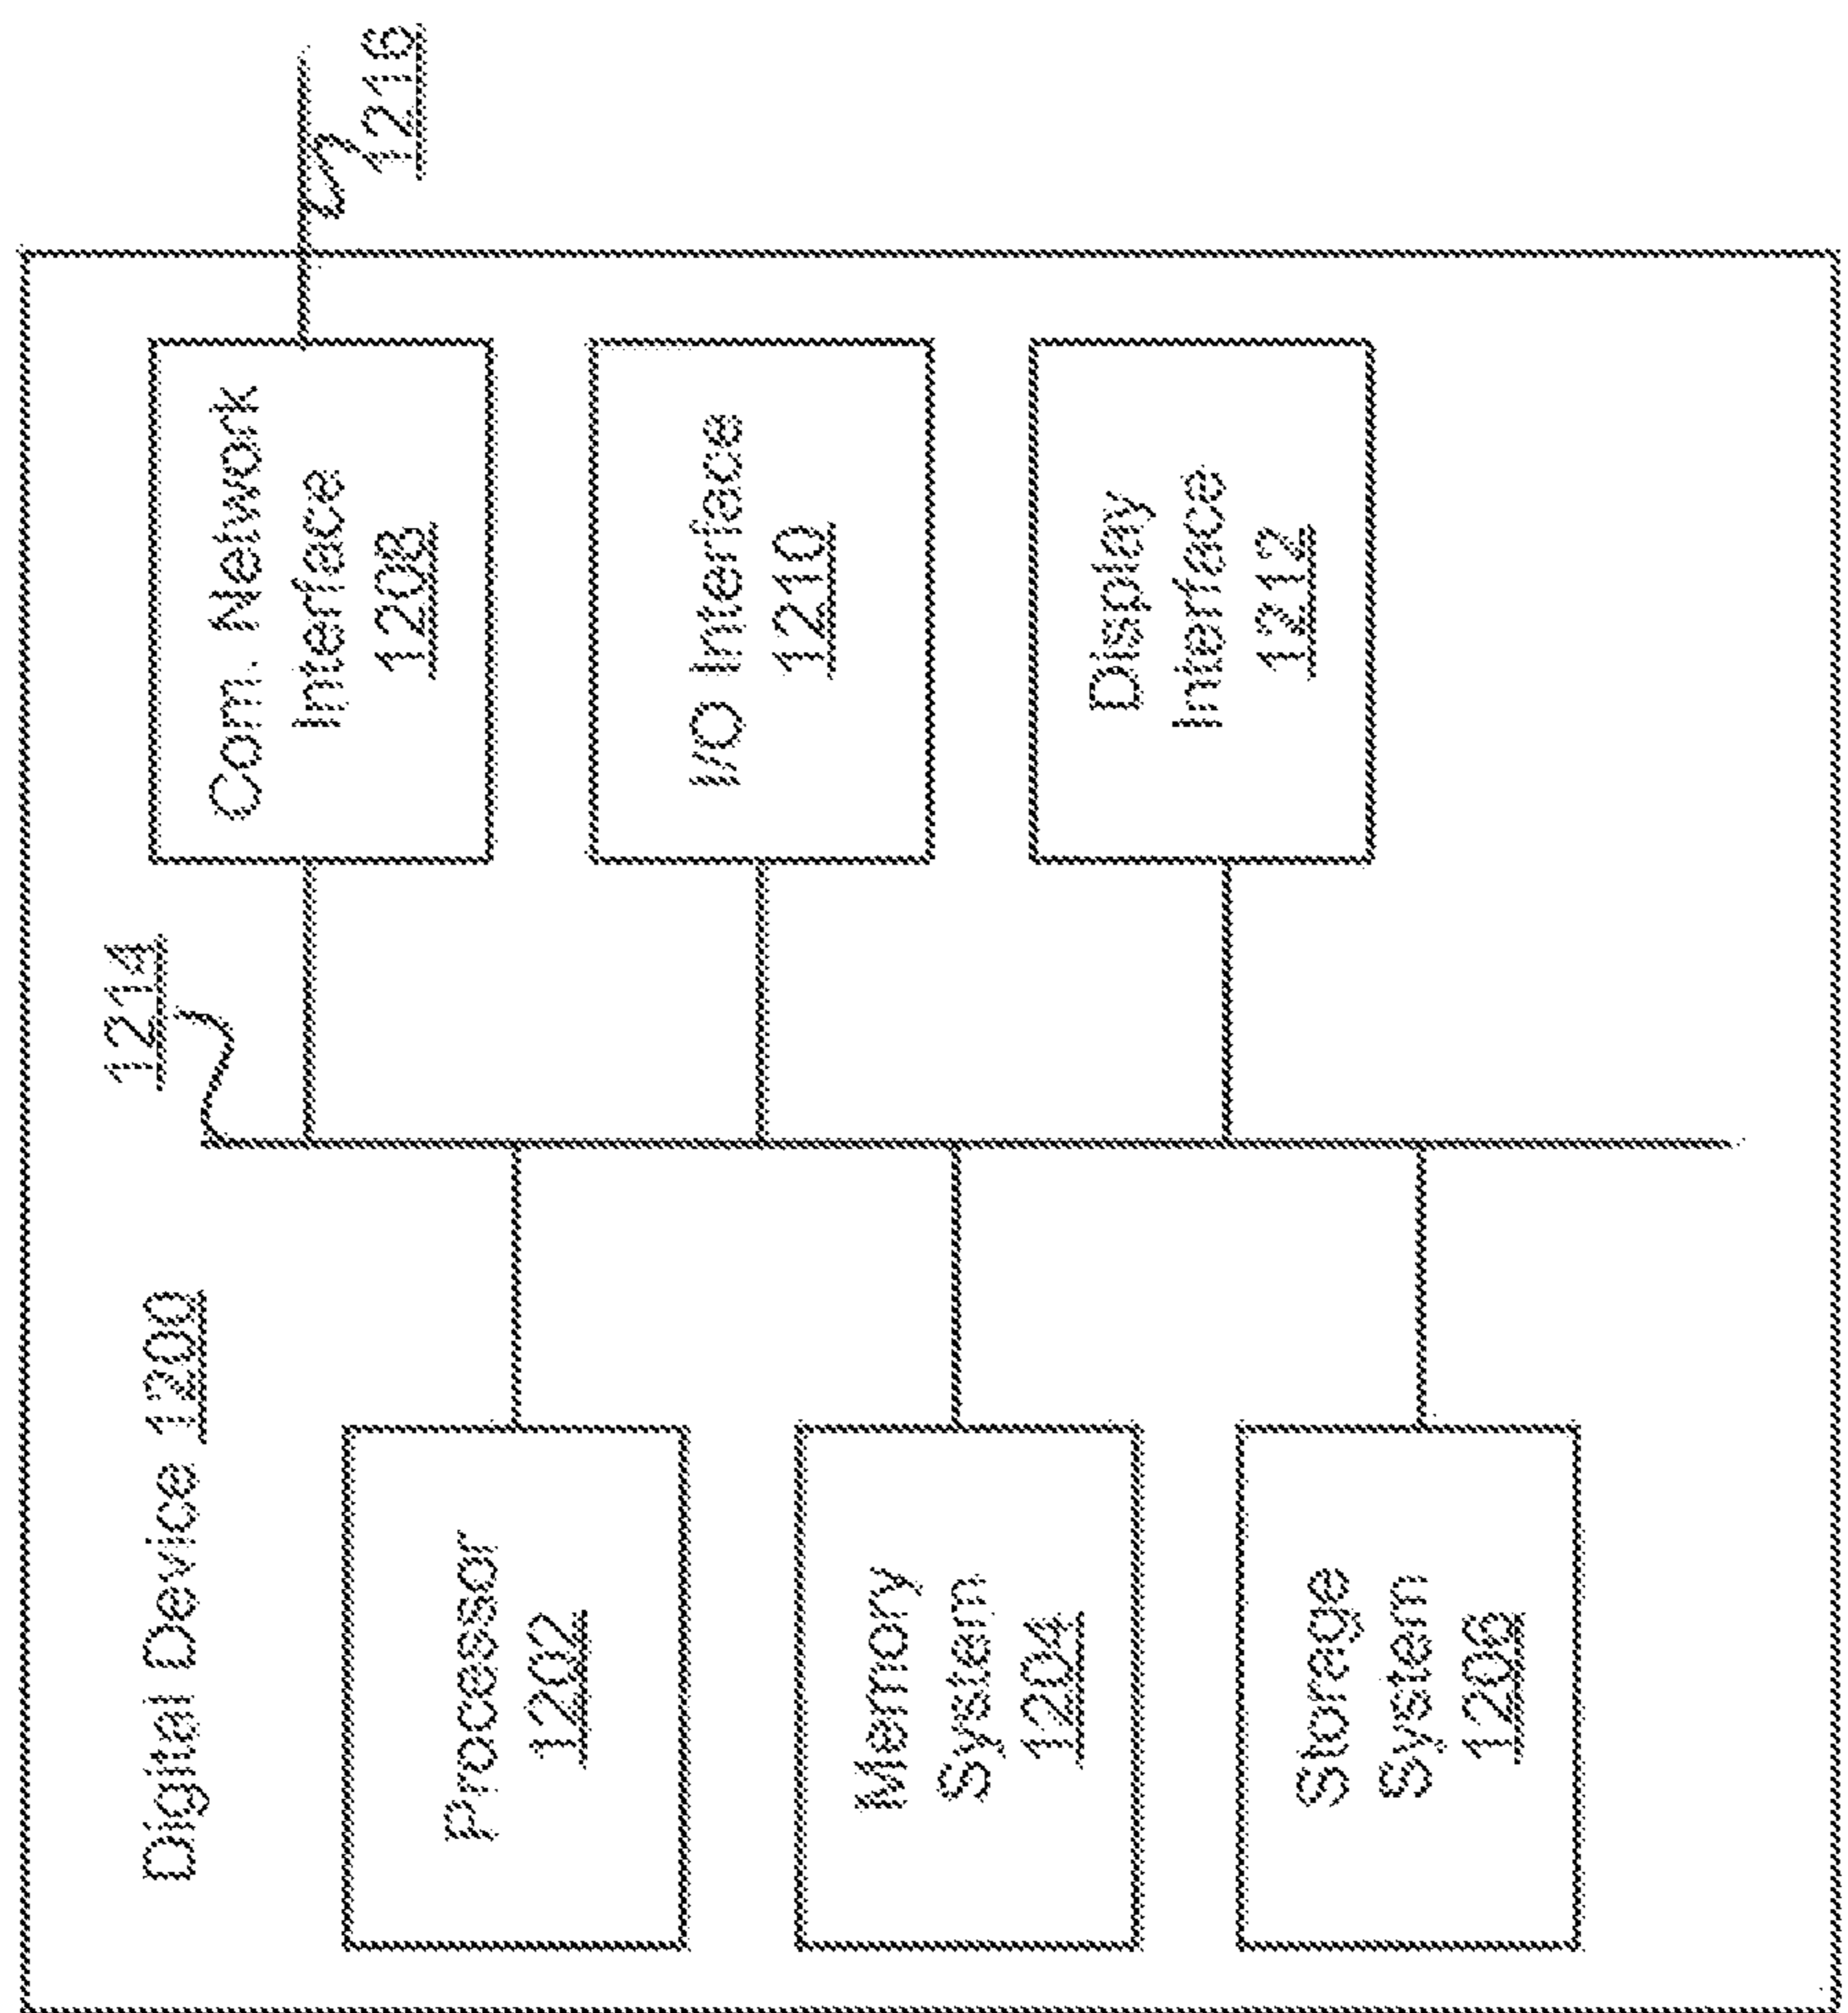 Digital Device 1200
1214
1216
Processor
1202
Memory
System
1204
Storage
System
1206
Com. Network
Interface
1208
I/O Interface
1210
Display
Interface
1212